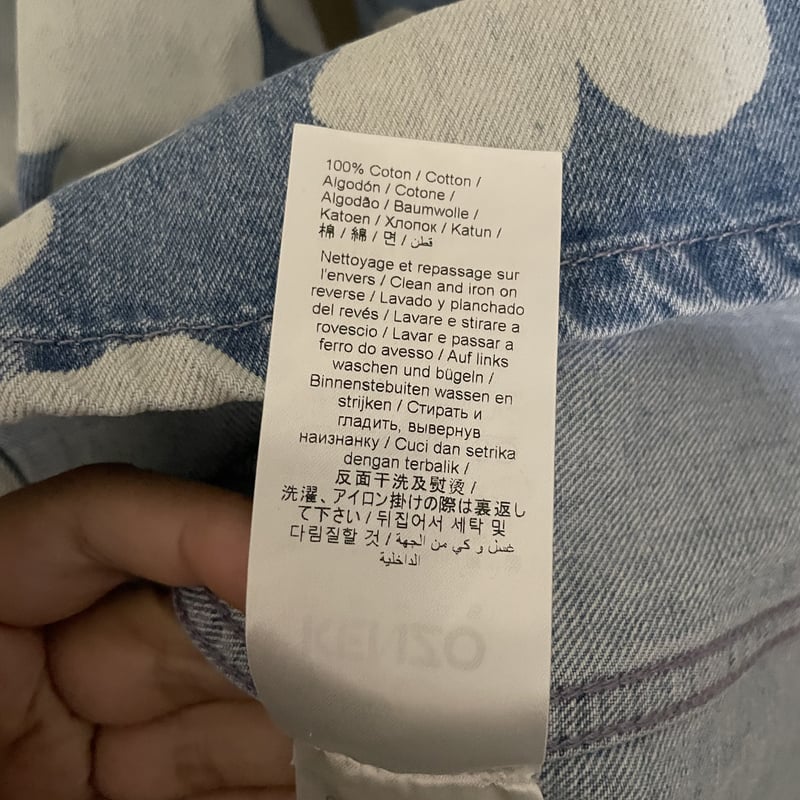 100% Coton / Cotton /
Algodón / Cotone /
Algodão / Baumwolle /
Katoen / Хлопок / Katun /
棉 / 綿 / 면 / قطن
Nettoyage et repassage sur
l'envers / Clean and iron on
reverse / Lavado y planchado
del revés / Lavare e stirare a
rovescio / Lavar e passar a
ferro do avesso / Auf links
waschen und bügeln /
Binnenstebuiten wassen en
strijken / Стирать и
гладить, вывернув
наизнанку / Cuci dan setrika
dengan terbalik /
反面干洗及熨烫 /
洗濯、アイロン掛けの際は裏返し
て下さい / 뒤집어서 세탁 및
다림질할 것 / غسل و كي من الجهة
الداخلية
KENZO